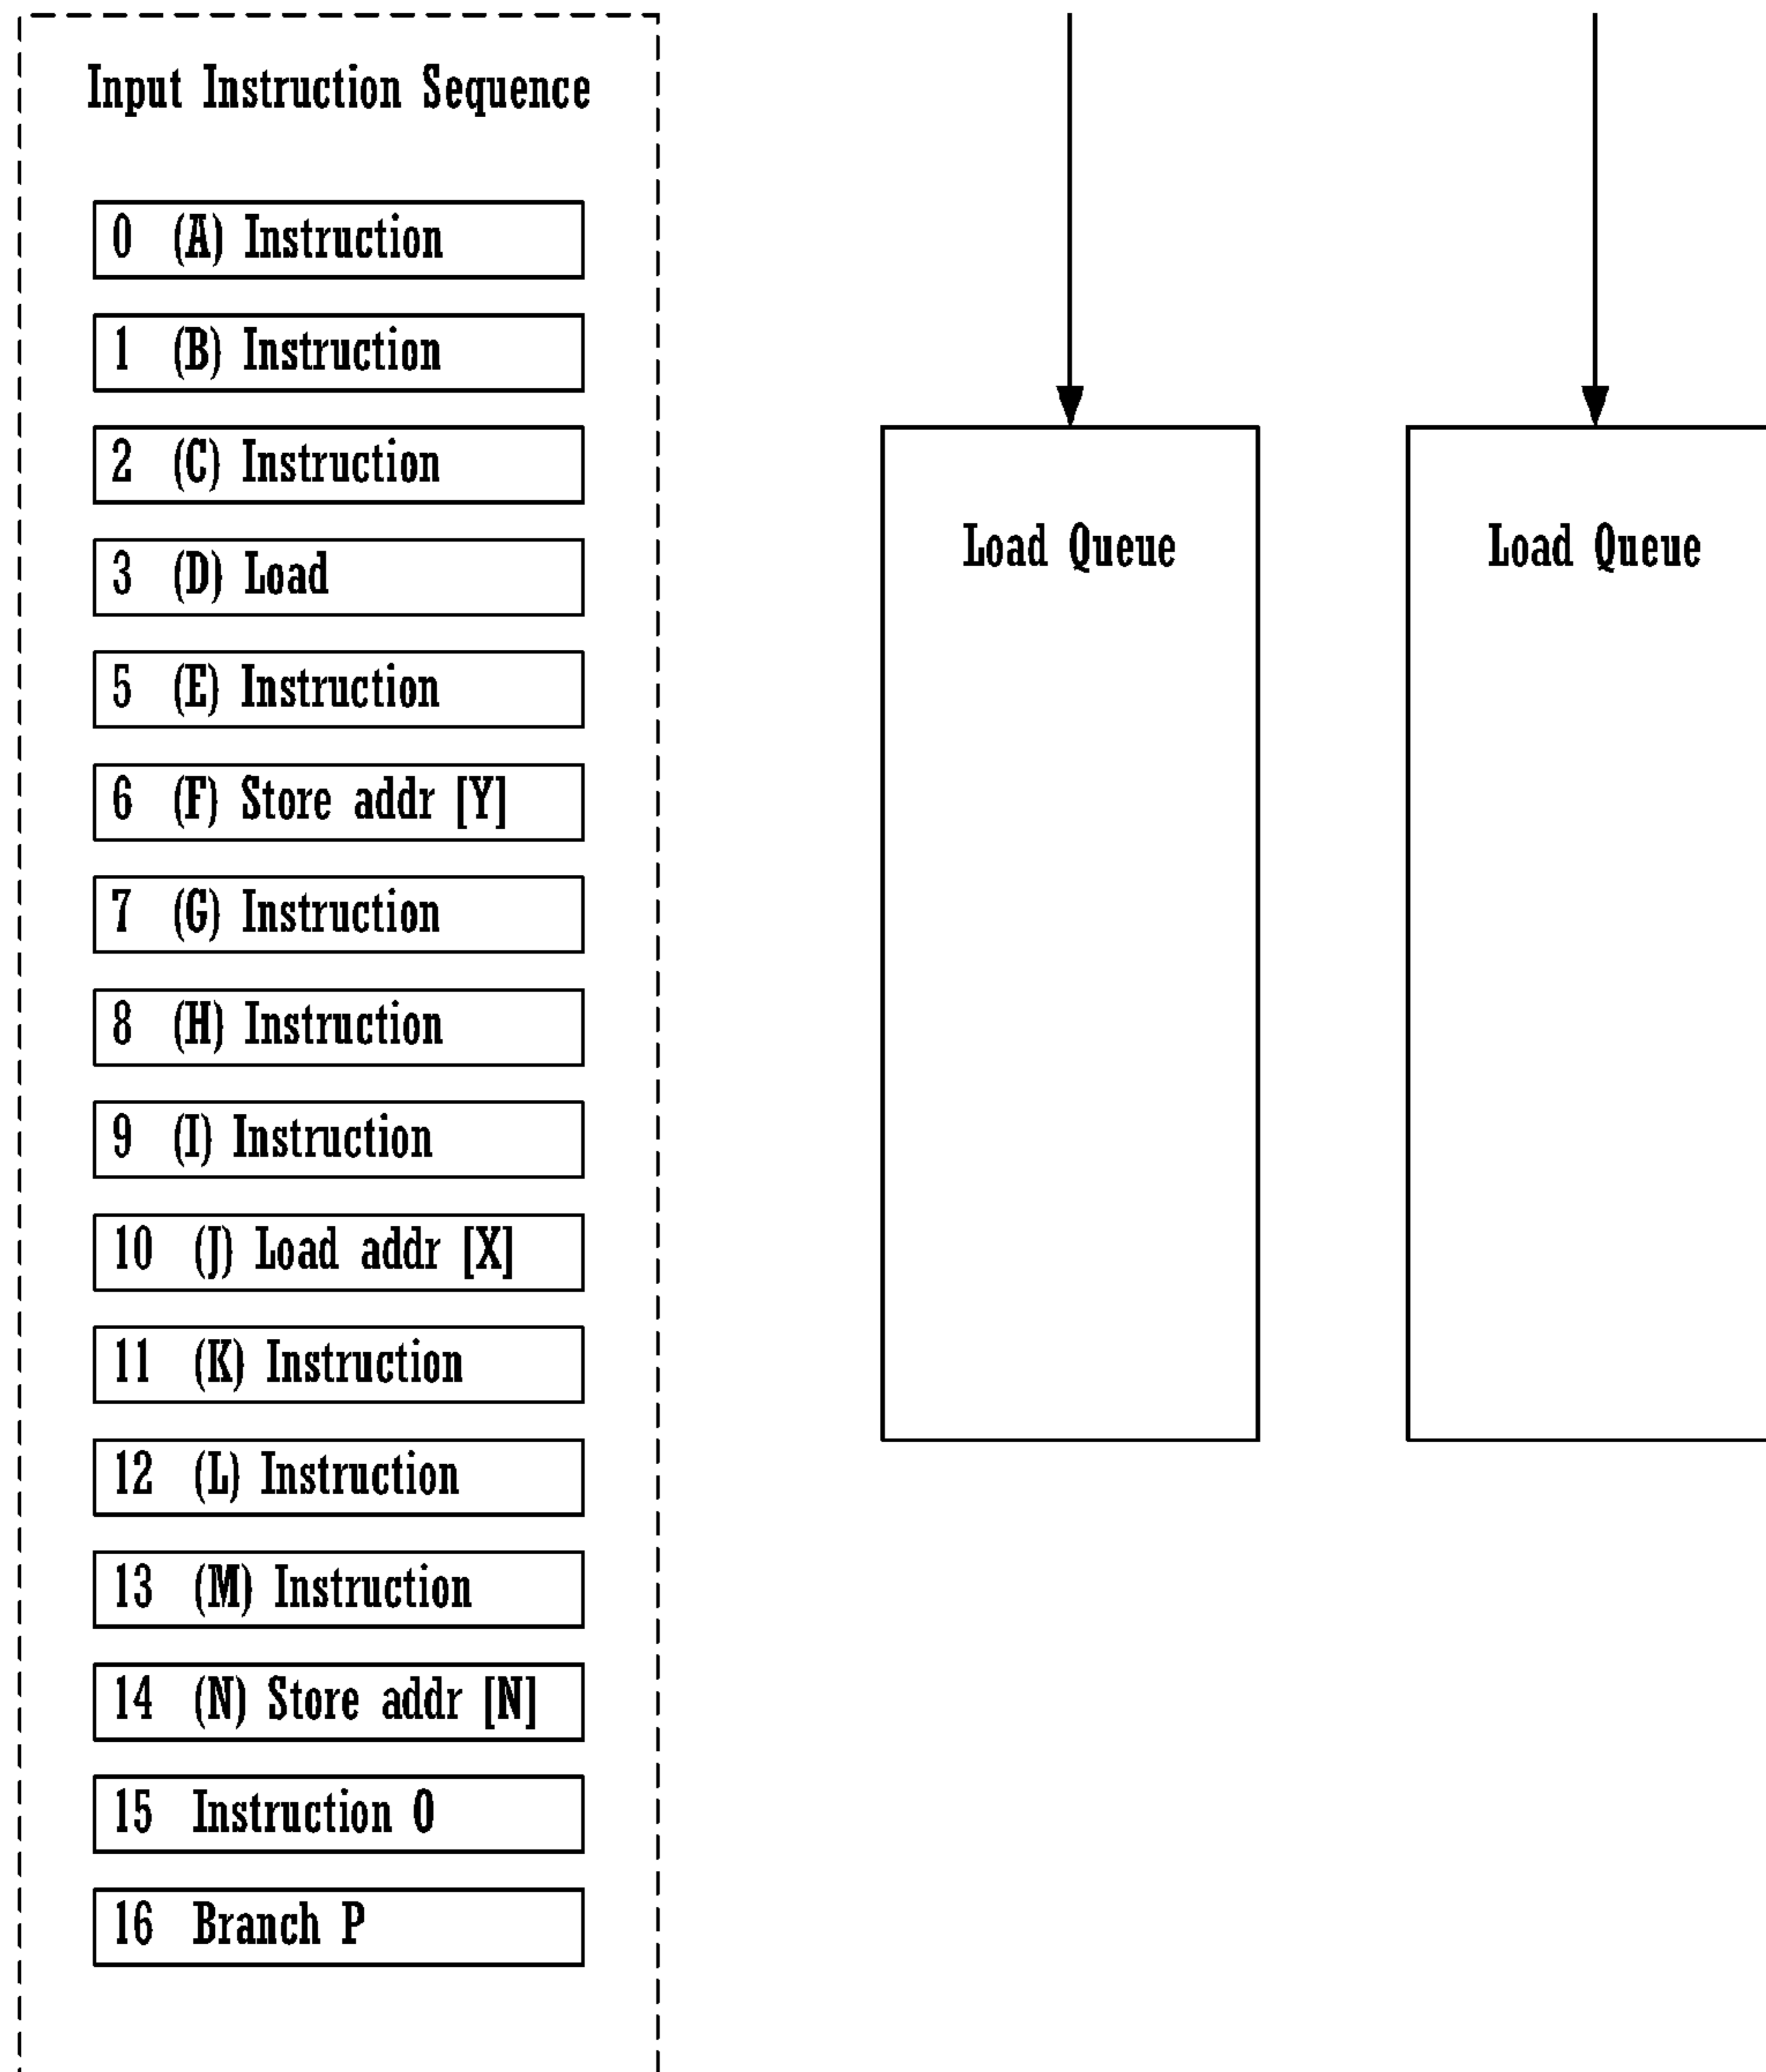 Input Instruction Sequence
0 (A) Instruction
1 (B) Instruction
2 (C) Instruction
3 (D) Load
5 (E) Instruction
6 (F) Store addr [Y]
7 (G) Instruction
8 (H) Instruction
9 (I) Instruction
10 (J) Load addr [X]
11 (K) Instruction
12 (L) Instruction
13 (M) Instruction
14 (N) Store addr [N]
15 Instruction O
16 Branch P
Load Queue
Load Queue